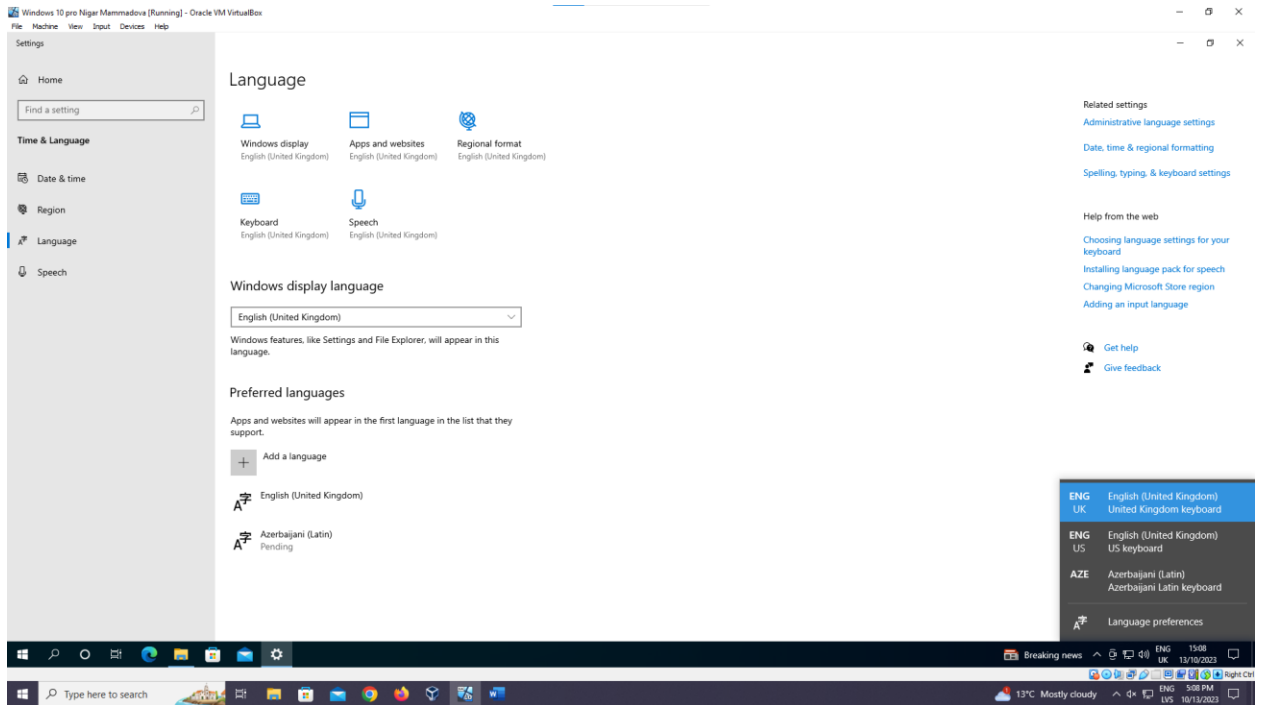 Windows 10 pro Nigar Mammadova [Running] - Oracle VM VirtualBox
File Machine View Input Devices Help
Settings
Home
Find a setting
Time & Language
Date & time
Region
Language
Speech
Language
Windows display
English (United Kingdom)
Apps and websites
English (United Kingdom)
Regional format
English (United Kingdom)
Keyboard
English (United Kingdom)
Speech
English (United Kingdom)
Windows display language
English (United Kingdom)
Windows features, like Settings and File Explorer, will appear in this
language.
Preferred languages
Apps and websites will appear in the first language in the list that they
support.
Add a language
A字 English (United Kingdom)
A字 Azerbaijani (Latin)
Pending
Related settings
Administrative language settings
Date, time & regional formatting
Spelling, typing, & keyboard settings
Help from the web
Choosing language settings for your
keyboard
Installing language pack for speech
Changing Microsoft Store region
Adding an input language
Get help
Give feedback
ENG English (United Kingdom)
UK United Kingdom keyboard
ENG English (United Kingdom)
US US keyboard
AZE Azerbaijani (Latin)
Azerbaijani Latin keyboard
A字 Language preferences
Breaking news ENG 15:08
UK 13/10/2023
Right Ctrl
Type here to search
13°C Mostly cloudy ENG 5:08 PM
LVS 10/13/2023